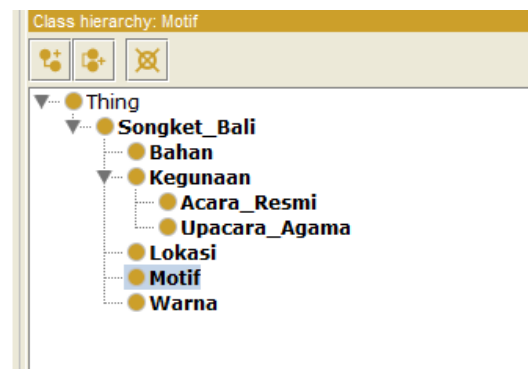 Class hierarchy: Motif
Thing
Songket_Bali
Bahan
Kegunaan
Acara_Resmi
Upacara_Agama
Lokasi
Motif
Warna